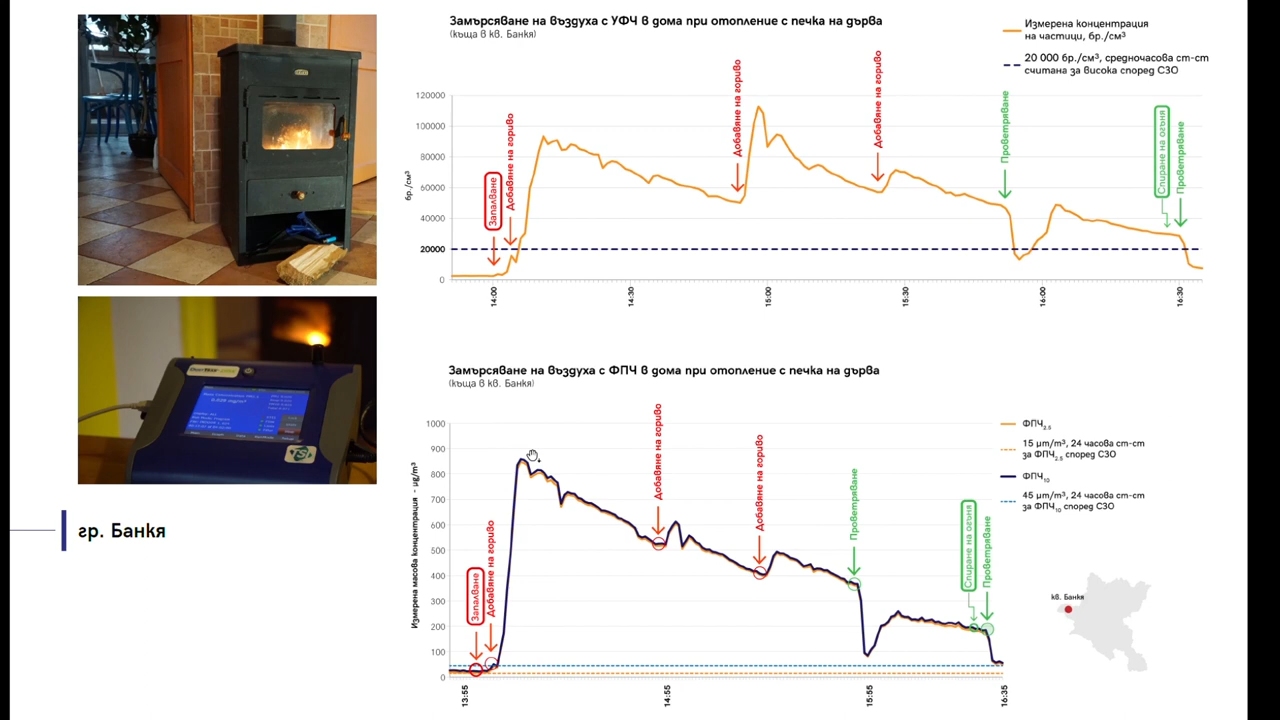 Замърсяване на въздуха с УФЧ в дома при отопление с печка на дърва
(къща в кв. Банкя)
Измерена концентрация
на частици, бр./см³
20 000 бр./см³, средночасова ст-ст
считана за висока според СЗО
бр./см³
120000
100000
80000
60000
40000
20000
0
Запалване
Добавяне на гориво
Добавяне на гориво
Добавяне на гориво
Проветряване
Спиране на огъня
Проветряване
14:00
14:30
15:00
15:30
16:00
16:30
Замърсяване на въздуха с ФПЧ в дома при отопление с печка на дърва
(къща в кв. Банкя)
ФПЧ2.5
15 µm/m³, 24 часова ст-ст
за ФПЧ2.5 според СЗО
ФПЧ10
45 µm/m³, 24 часова ст-ст
за ФПЧ10 според СЗО
Измерена масова концентрация - µg/m³
1000
900
800
700
600
500
400
300
200
100
0
Запалване
Добавяне на гориво
Добавяне на гориво
Добавяне на гориво
Проветряване
Спиране на огъня
Проветряване
13:55
14:55
15:55
16:35
гр. Банкя
кв. Банкя